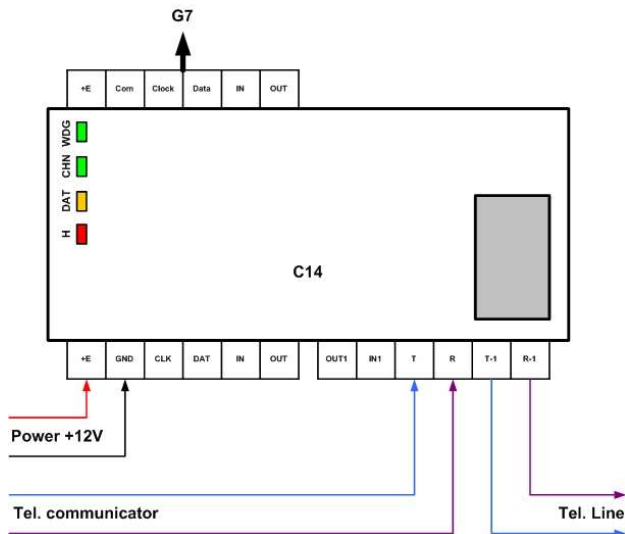 G7
+E Com Clock Data IN OUT
WDG
CHN
DAT
H
C14
+E GND CLK DAT IN OUT OUT1 IN1 T R T-1 R-1
Power +12V
Tel. communicator Tel. Line